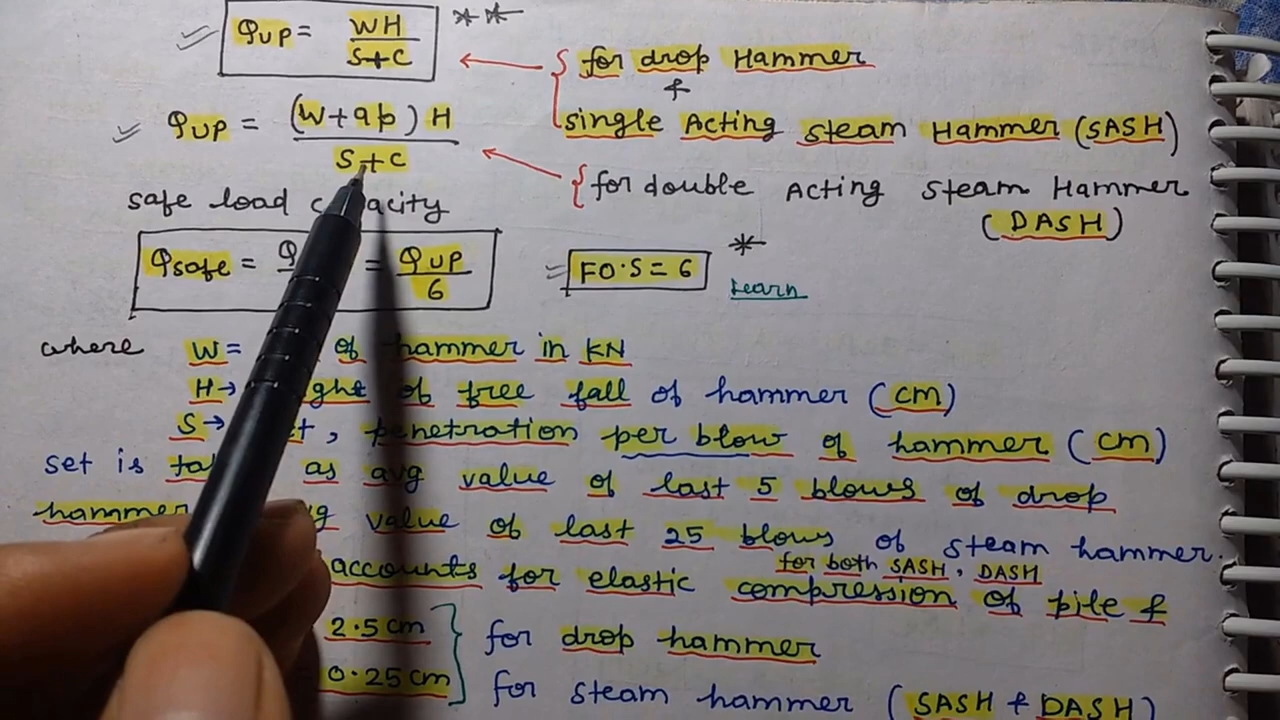 QUP = WH / S+C **
{ for drop Hammer
&
single Acting steam Hammer (SASH)
QUP = (W+ap) H / S+C
{ for double Acting steam Hammer
(DASH)
safe load capacity
Qsafe = Q = QUP / 6
FO.S = 6 *
Learn
where W = of hammer in KN
H → of free fall of hammer (cm)
S → , penetration per blow of hammer (cm)
set is as avg value of last 5 blows of drop
hammer value of last 25 blows of steam hammer.
for both SASH, DASH
accounts for elastic compression of pile &
2.5 cm } for drop hammer
= 0.25 cm } for steam hammer (SASH + DASH)